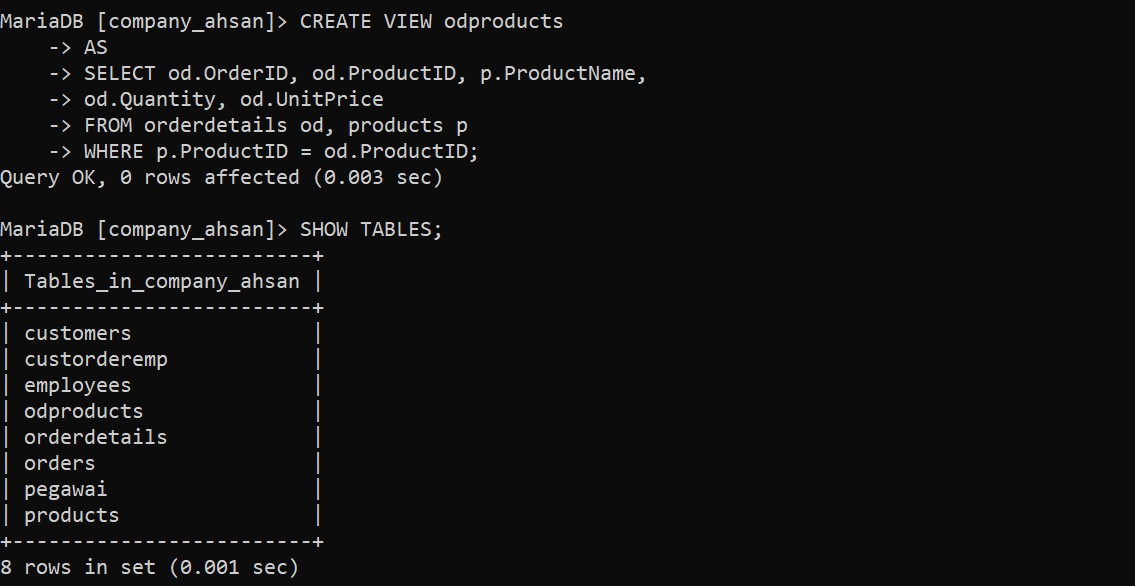 MariaDB [company_ahsan]> CREATE VIEW odproducts
    -> AS
    -> SELECT od.OrderID, od.ProductID, p.ProductName,
    -> od.Quantity, od.UnitPrice
    -> FROM orderdetails od, products p
    -> WHERE p.ProductID = od.ProductID;
Query OK, 0 rows affected (0.003 sec)

MariaDB [company_ahsan]> SHOW TABLES;
+-------------------------+
| Tables_in_company_ahsan |
+-------------------------+
| customers               |
| custorderemp            |
| employees               |
| odproducts              |
| orderdetails            |
| orders                  |
| pegawai                 |
| products                |
+-------------------------+
8 rows in set (0.001 sec)